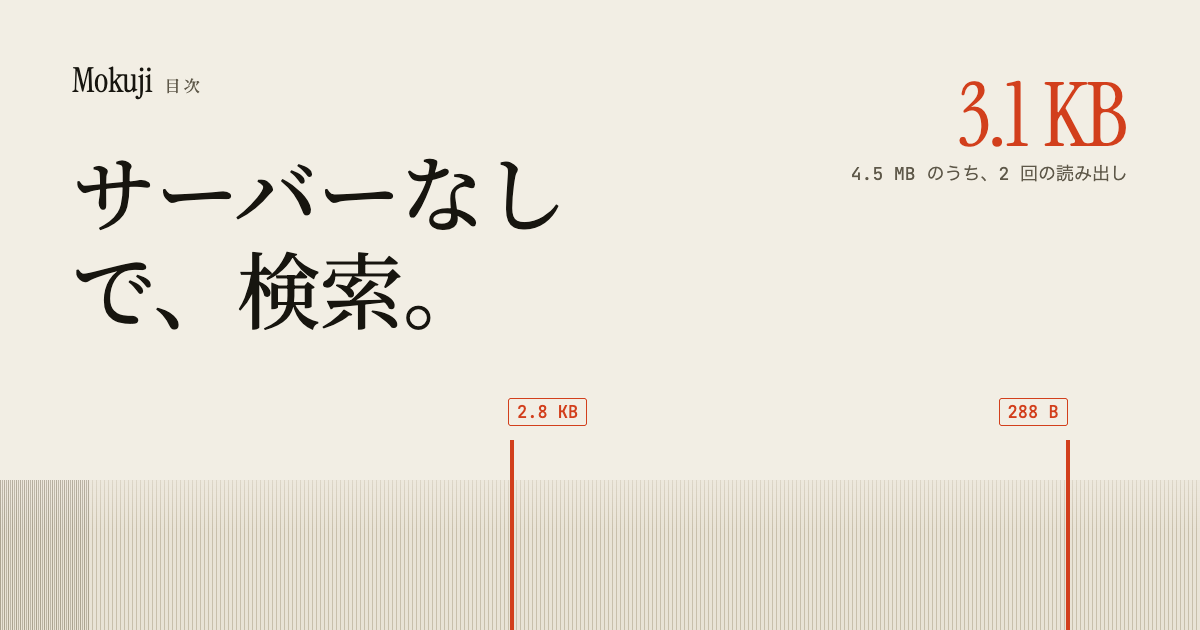 Mokuji 目次
3.1 KB
4.5 MB のうち、2 回の読み出し
サーバーなし
で、検索。
2.8 KB
288 B